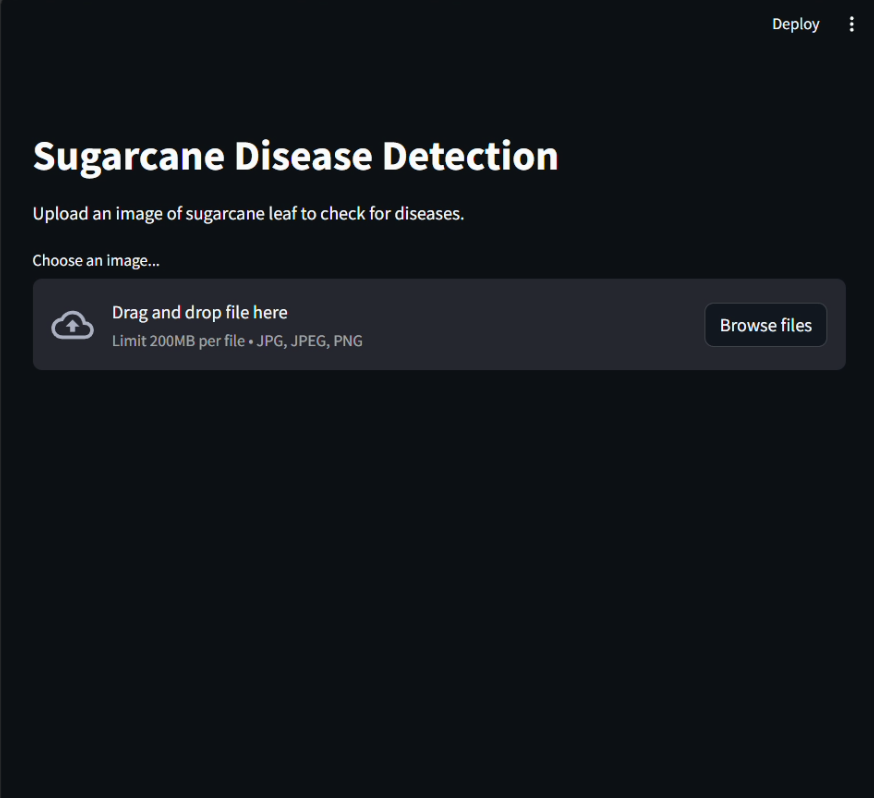 Deploy
Sugarcane Disease Detection
Upload an image of sugarcane leaf to check for diseases.
Choose an image...
Drag and drop file here
Limit 200MB per file • JPG, JPEG, PNG
Browse files